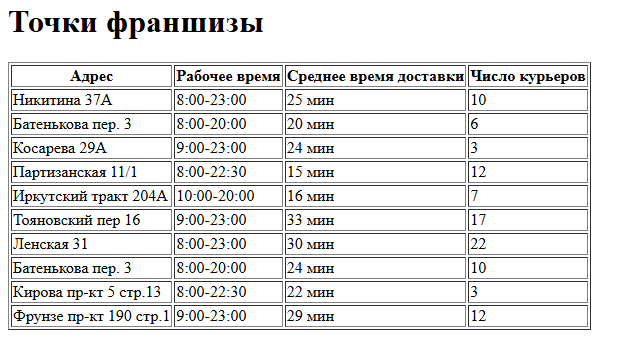 Точки франшизы
Адрес Рабочее время Среднее время доставки Число курьеров
Никитина 37А 8:00-23:00 25 мин 10
Батенькова пер. 3 8:00-20:00 20 мин 6
Косарева 29А 9:00-23:00 24 мин 3
Партизанская 11/1 8:00-22:30 15 мин 12
Иркутский тракт 204А 10:00-20:00 16 мин 7
Тояновский пер 16 9:00-23:00 33 мин 17
Ленская 31 8:00-23:00 30 мин 22
Батенькова пер. 3 8:00-20:00 24 мин 10
Кирова пр-кт 5 стр.13 8:00-22:30 22 мин 3
Фрунзе пр-кт 190 стр.1 9:00-23:00 29 мин 12